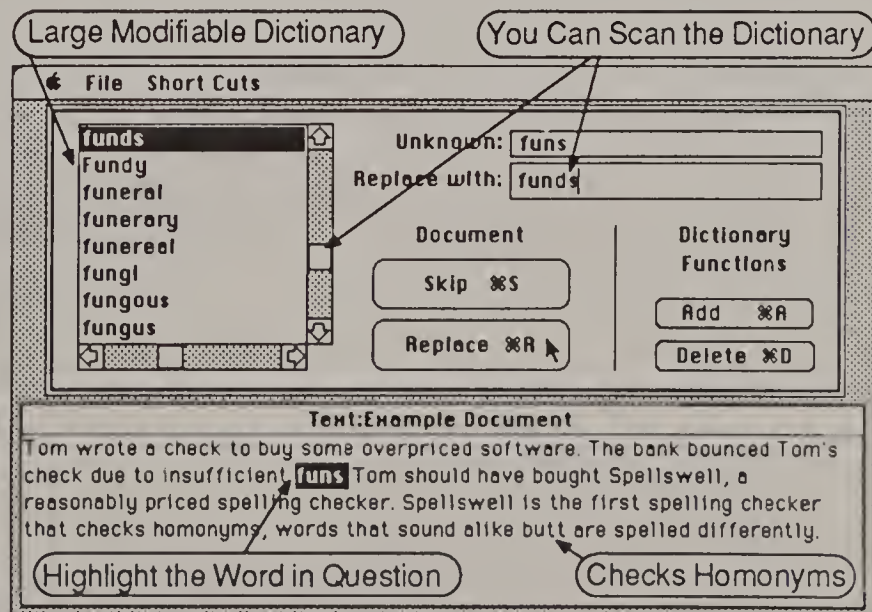 Large Modifiable Dictionary
You Can Scan the Dictionary
File Short Cuts
funds
Fundy
funeral
funerary
funereal
fungi
fungous
fungus
Unknown: funs
Replace with: funds
Document
Skip ⌘S
Replace ⌘R
Dictionary
Functions
Add ⌘A
Delete ⌘D
Text:Example Document
Tom wrote a check to buy some overpriced software. The bank bounced Tom's
check due to insufficient funs Tom should have bought Spellswell, a
reasonably priced spelling checker. Spellswell is the first spelling checker
that checks homonyms, words that sound alike butt are spelled differently.
Highlight the Word in Question
Checks Homonyms